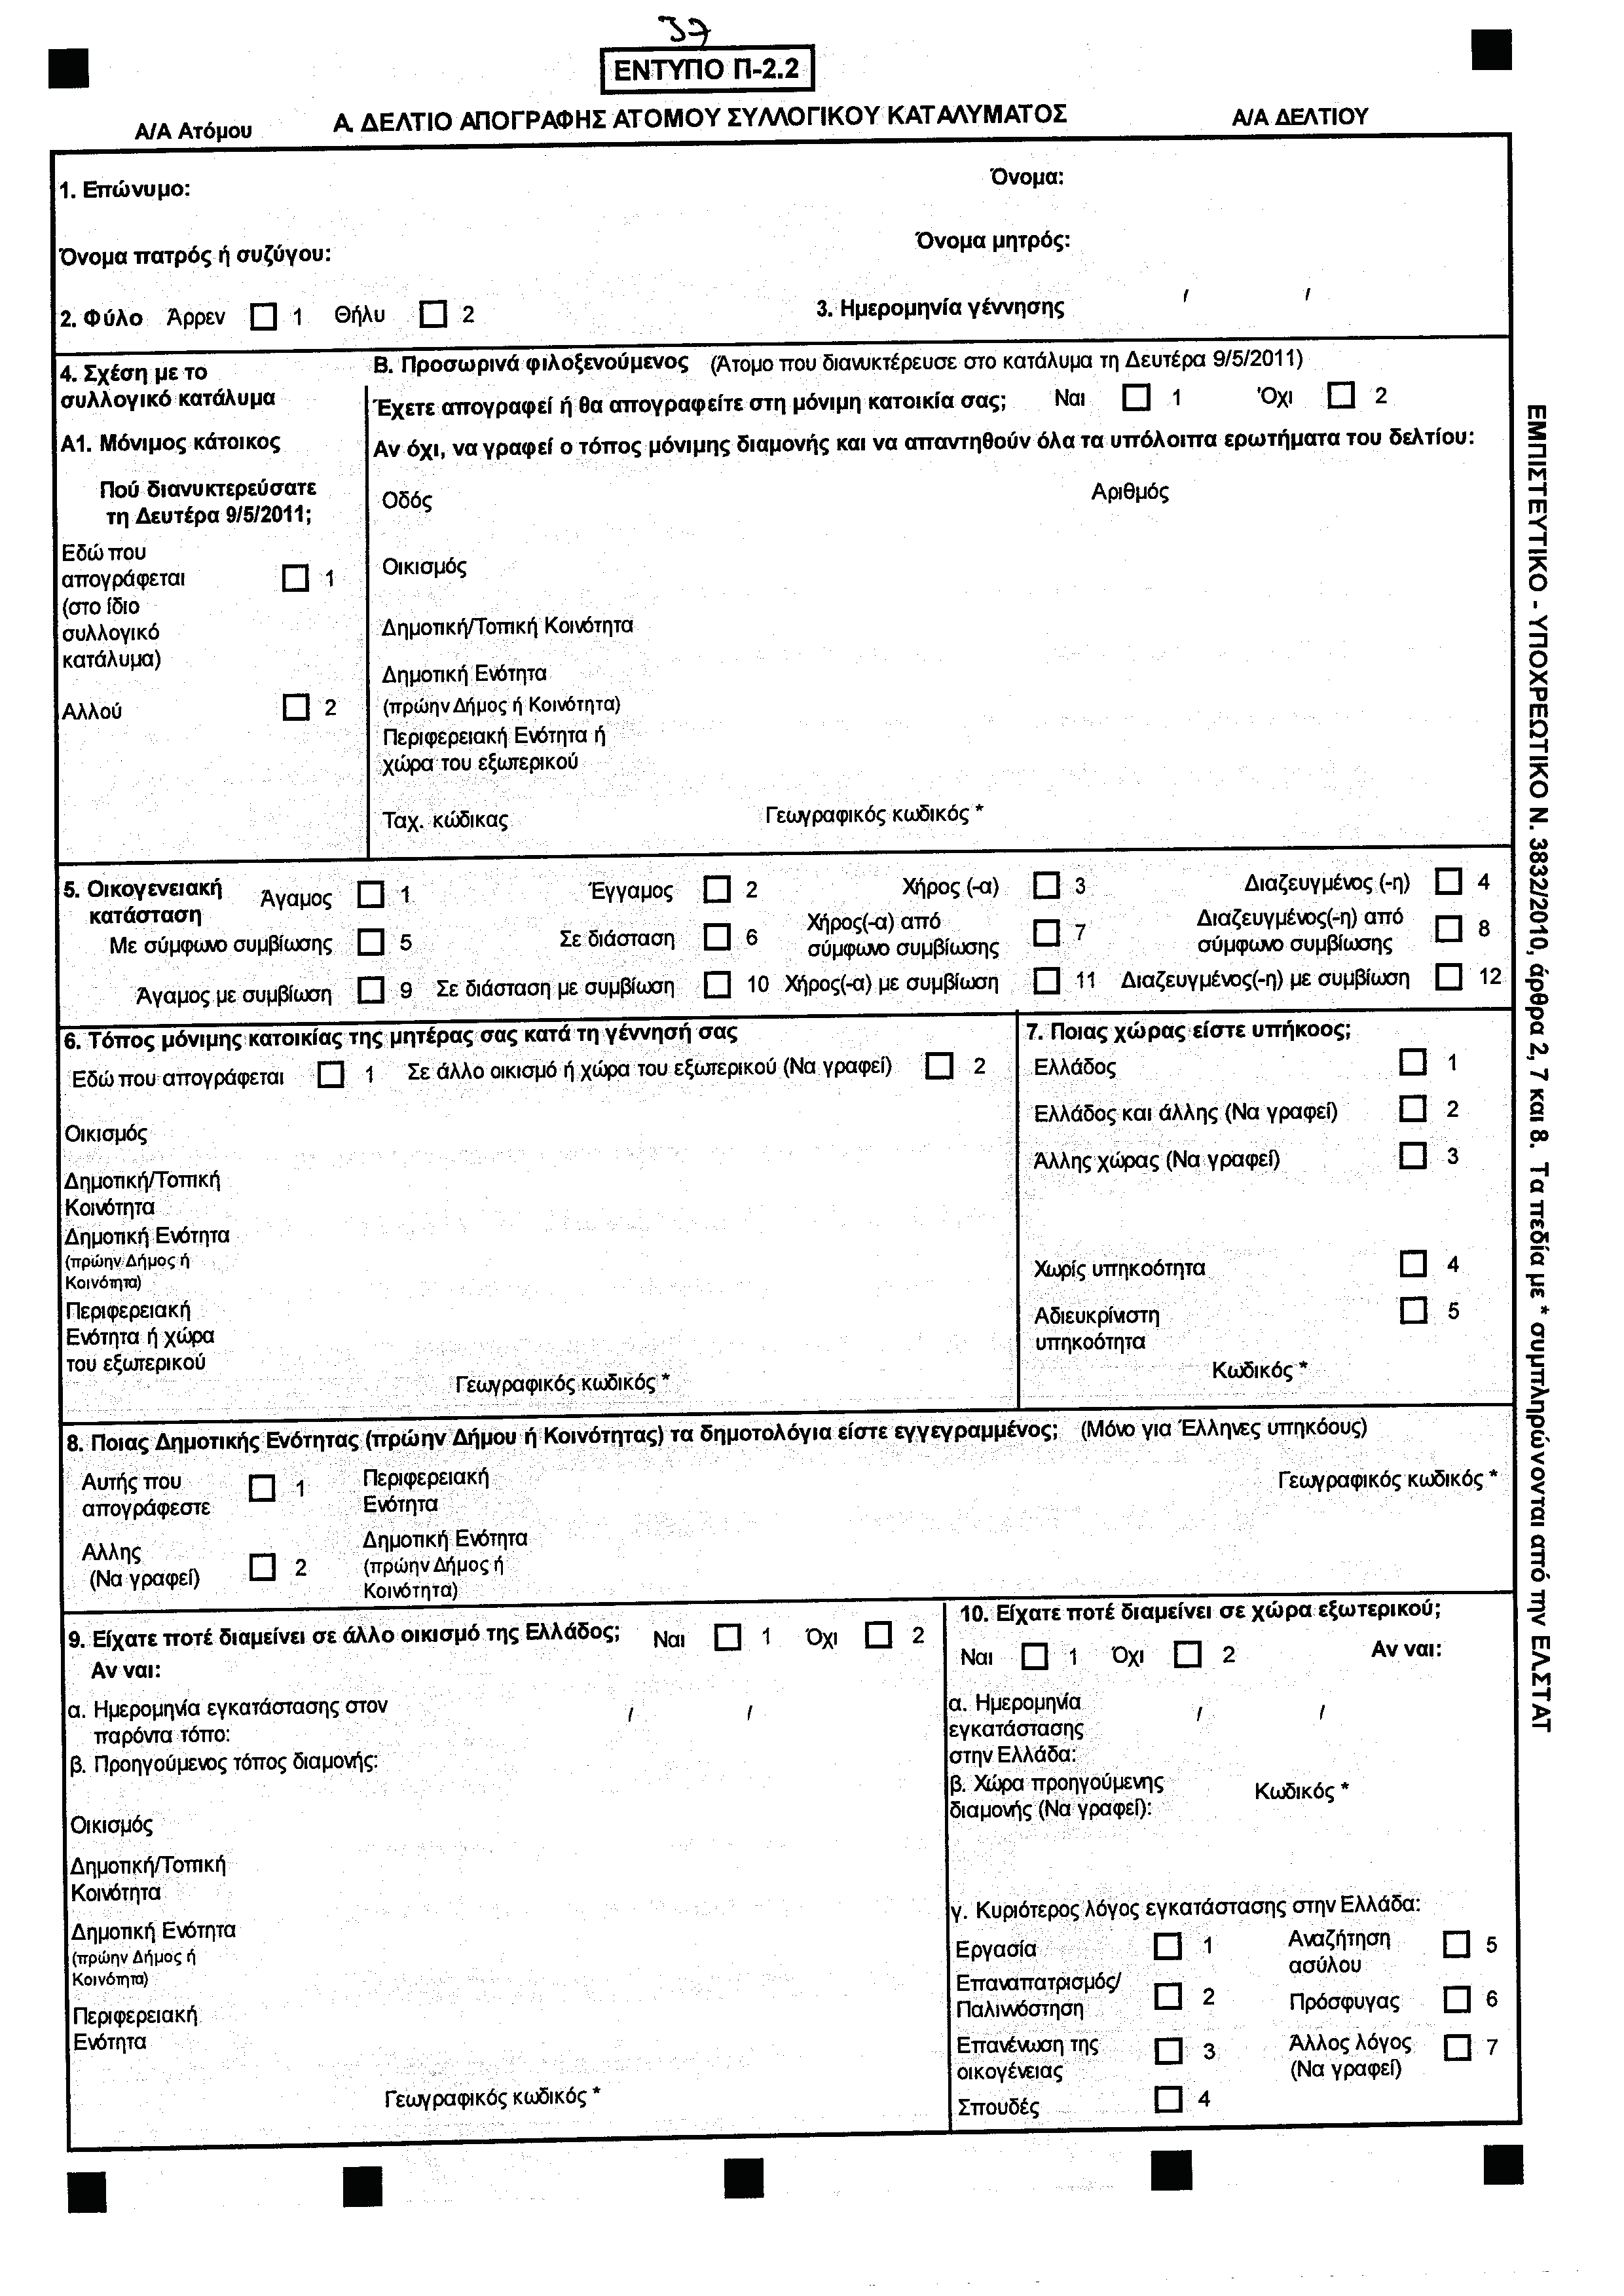 37
ΕΝΤΥΠΟ Π-2.2
Α/Α Ατόμου
Α. ΔΕΛΤΙΟ ΑΠΟΓΡΑΦΗΣ ΑΤΟΜΟΥ ΣΥΛΛΟΓΙΚΟΥ ΚΑΤΑΛΥΜΑΤΟΣ
Α/Α ΔΕΛΤΙΟΥ
1. Επώνυμο:
Όνομα:
Όνομα πατρός ή συζύγου:
Όνομα μητρός:
2. Φύλο Άρρεν 1 Θήλυ 2
3. Ημερομηνία γέννησης / /
4. Σχέση με το
συλλογικό κατάλυμα
Α1. Μόνιμος κάτοικος
Πού διανυκτερεύσατε
τη Δευτέρα 9/5/2011;
Εδώ που
απογράφεται 1
(στο ίδιο
συλλογικό
κατάλυμα)
Αλλού 2
Β. Προσωρινά φιλοξενούμενος (Άτομο που διανυκτέρευσε στο κατάλυμα τη Δευτέρα 9/5/2011)
Έχετε απογραφεί ή θα απογραφείτε στη μόνιμη κατοικία σας; Ναι 1 Όχι 2
Αν όχι, να γραφεί ο τόπος μόνιμης διαμονής και να απαντηθούν όλα τα υπόλοιπα ερωτήματα του δελτίου:
Οδός Αριθμός
Οικισμός
Δημοτική/Τοπική Κοινότητα
Δημοτική Ενότητα
(πρώην Δήμος ή Κοινότητα)
Περιφερειακή Ενότητα ή
χώρα του εξωτερικού
Ταχ. κώδικας Γεωγραφικός κωδικός *
5. Οικογενειακή
κατάσταση
Άγαμος 1 Έγγαμος 2 Χήρος (-α) 3 Διαζευγμένος (-η) 4
Με σύμφωνο συμβίωσης 5 Σε διάσταση 6 Χήρος(-α) από
σύμφωνο συμβίωσης 7 Διαζευγμένος(-η) από
σύμφωνο συμβίωσης 8
Άγαμος με συμβίωση 9 Σε διάσταση με συμβίωση 10 Χήρος(-α) με συμβίωση 11 Διαζευγμένος(-η) με συμβίωση 12
6. Τόπος μόνιμης κατοικίας της μητέρας σας κατά τη γέννησή σας
Εδώ που απογράφεται 1 Σε άλλο οικισμό ή χώρα του εξωτερικού (Να γραφεί) 2
Οικισμός
Δημοτική/Τοπική
Κοινότητα
Δημοτική Ενότητα
(πρώην Δήμος ή
Κοινότητα)
Περιφερειακή
Ενότητα ή χώρα
του εξωτερικού
Γεωγραφικός κωδικός *
7. Ποιας χώρας είστε υπήκοος;
Ελλάδος 1
Ελλάδος και άλλης (Να γραφεί) 2
Άλλης χώρας (Να γραφεί) 3
Χωρίς υπηκοότητα 4
Αδιευκρίνιστη 5
υπηκοότητα
Κωδικός *
8. Ποιας Δημοτικής Ενότητας (πρώην Δήμου ή Κοινότητας) τα δημοτολόγια είστε εγγεγραμμένος; (Μόνο για Έλληνες υπηκόους)
Αυτής που
απογράφεστε 1
Περιφερειακή
Ενότητα
Γεωγραφικός κωδικός *
Αλλης
(Να γραφεί) 2
Δημοτική Ενότητα
(πρώην Δήμος ή
Κοινότητα)
9. Είχατε ποτέ διαμείνει σε άλλο οικισμό της Ελλάδος; Ναι 1 Όχι 2
Αν ναι:
α. Ημερομηνία εγκατάστασης στον / /
παρόντα τόπο:
β. Προηγούμενος τόπος διαμονής:
Οικισμός
Δημοτική/Τοπική
Κοινότητα
Δημοτική Ενότητα
(πρώην Δήμος ή
Κοινότητα)
Περιφερειακή
Ενότητα
Γεωγραφικός κωδικός *
10. Είχατε ποτέ διαμείνει σε χώρα εξωτερικού;
Ναι 1 Όχι 2 Αν ναι:
α. Ημερομηνία / /
εγκατάστασης
στην Ελλάδα:
β. Χώρα προηγούμενης Κωδικός *
διαμονής (Να γραφεί):
γ. Κυριότερος λόγος εγκατάστασης στην Ελλάδα:
Εργασία 1 Αναζήτηση
ασύλου 5
Επαναπατρισμός/
Παλιννόστηση 2 Πρόσφυγας 6
Επανένωση της
οικογένειας 3 Άλλος λόγος
(Να γραφεί) 7
Σπουδές 4
ΕΜΠΙΣΤΕΥΤΙΚΟ - ΥΠΟΧΡΕΩΤΙΚΟ Ν. 3832/2010, άρθρα 2, 7 και 8. Τα πεδία με * συμπληρώνονται από την ΕΛ.ΣΤΑΤ